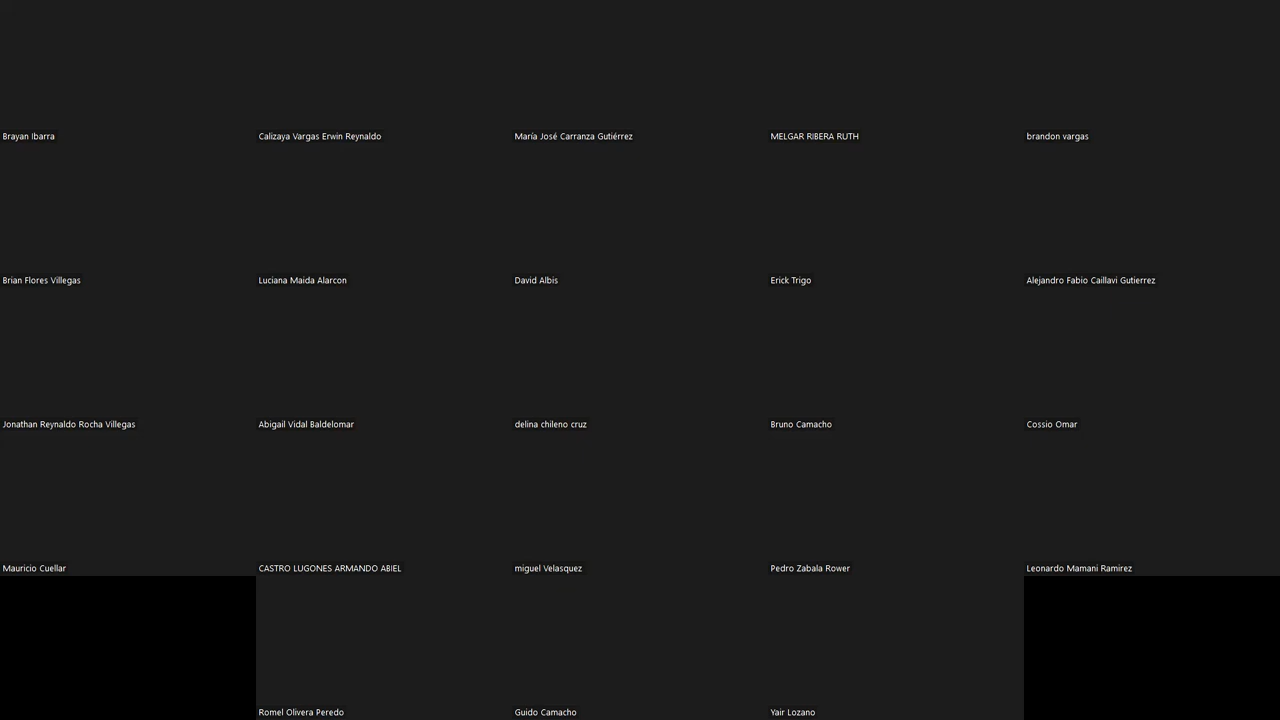 Brayan Ibarra
Calizaya Vargas Erwin Reynaldo
María José Carranza Gutiérrez
MELGAR RIBERA RUTH
brandon vargas
Brian Flores Villegas
Luciana Maida Alarcon
David Albis
Erick Trigo
Alejandro Fabio Caillavi Gutierrez
Jonathan Reynaldo Rocha Villegas
Abigail Vidal Baldelomar
delina chileno cruz
Bruno Camacho
Cossio Omar
Mauricio Cuellar
CASTRO LUGONES ARMANDO ABIEL
miguel Velasquez
Pedro Zabala Rower
Leonardo Mamani Ramirez
Romel Olivera Peredo
Guido Camacho
Yair Lozano